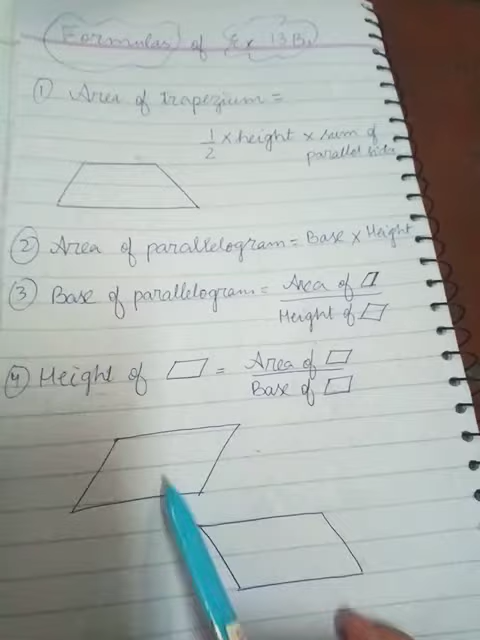 Formulas of Ex 13B
① Area of trapezium =
1/2 × height × sum of
parallel sides
② Area of parallelogram = Base × Height
③ Base of parallelogram = Area of ▱
Height of ▱
④ Height of ▱ = Area of ▱
Base of ▱